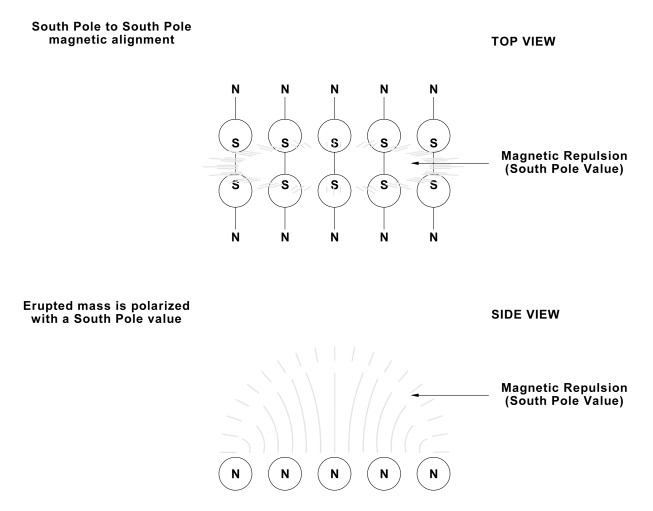 South Pole to South Pole
magnetic alignment
TOP VIEW
N N N N N
S S S S S
Magnetic Repulsion
(South Pole Value)
S S S S S
N N N N N
Erupted mass is polarized
with a South Pole value
SIDE VIEW
Magnetic Repulsion
(South Pole Value)
N N N N N